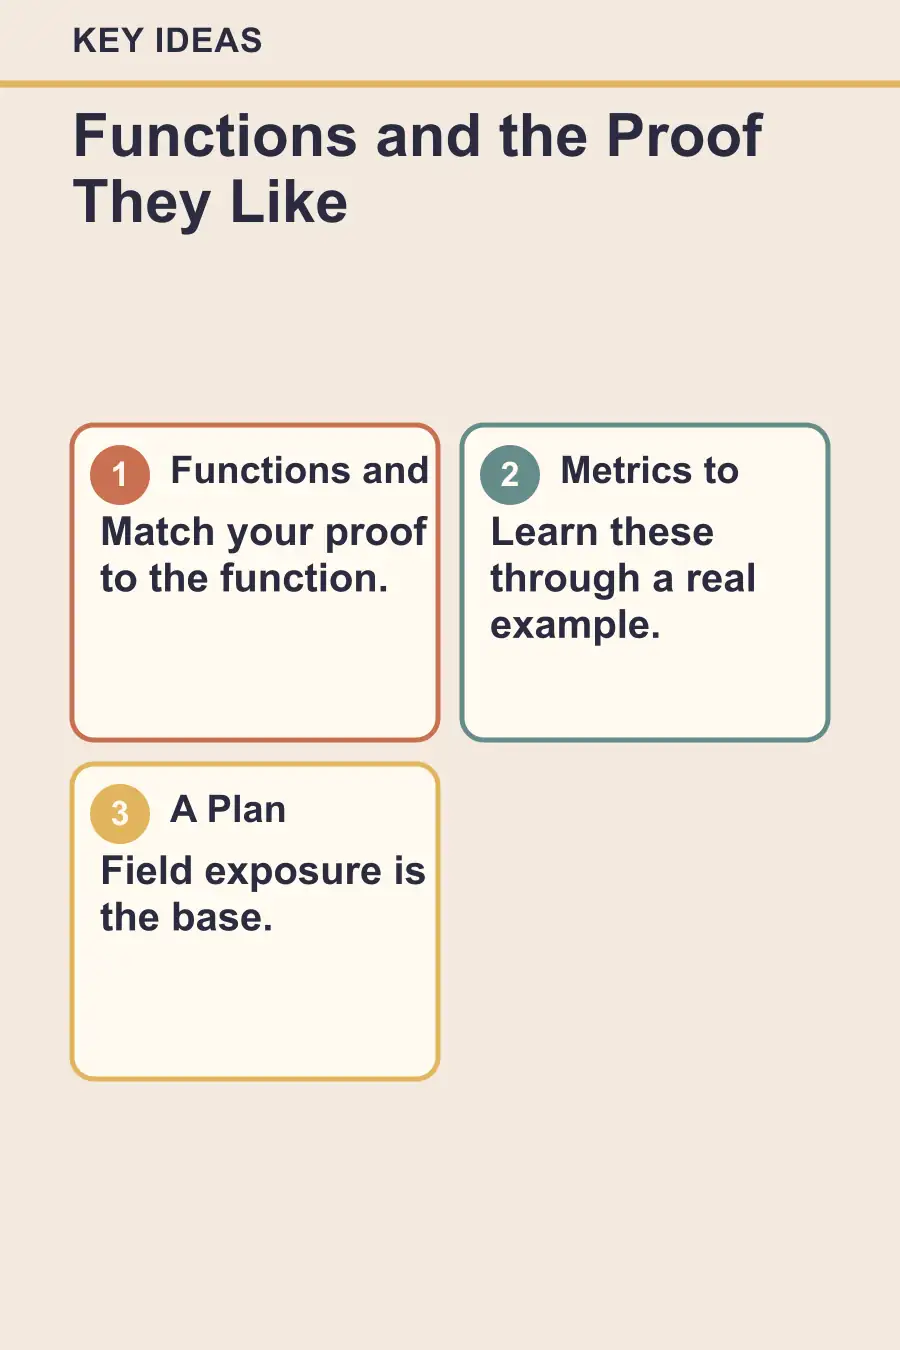 KEY IDEAS
Functions and the Proof
They Like
1 Functions and
Match your proof
to the function.
2 Metrics to
Learn these
through a real
example.
3 A Plan
Field exposure is
the base.